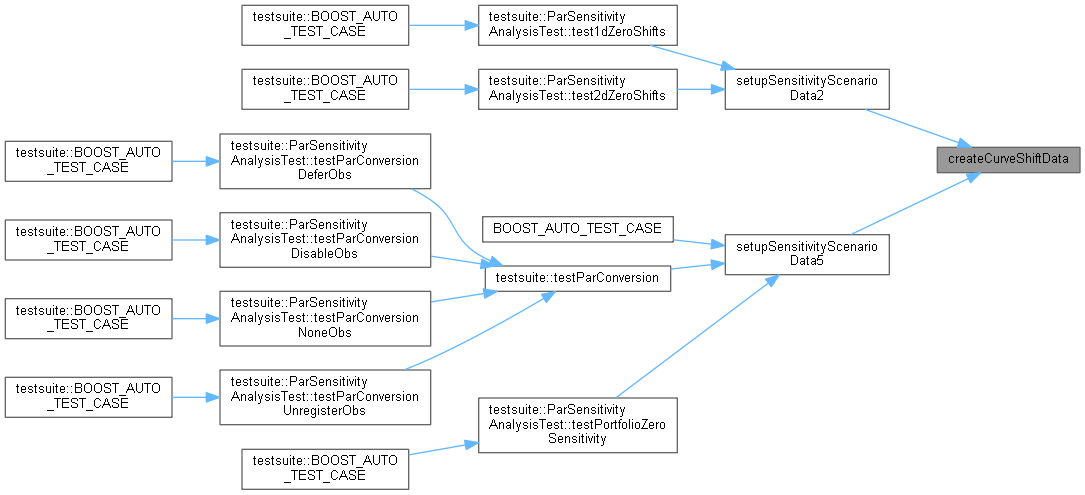 testsuite::BOOST_AUTO
_TEST_CASE
testsuite::ParSensitivity
AnalysisTest::test1dZeroShifts
testsuite::BOOST_AUTO
_TEST_CASE
testsuite::ParSensitivity
AnalysisTest::test2dZeroShifts
setupSensitivityScenario
Data2
testsuite::BOOST_AUTO
_TEST_CASE
testsuite::ParSensitivity
AnalysisTest::testParConversion
DeferObs
createCurveShiftData
testsuite::BOOST_AUTO
_TEST_CASE
testsuite::ParSensitivity
AnalysisTest::testParConversion
DisableObs
BOOST_AUTO_TEST_CASE
setupSensitivityScenario
Data5
testsuite::testParConversion
testsuite::BOOST_AUTO
_TEST_CASE
testsuite::ParSensitivity
AnalysisTest::testParConversion
NoneObs
testsuite::BOOST_AUTO
_TEST_CASE
testsuite::ParSensitivity
AnalysisTest::testParConversion
UnregisterObs
testsuite::ParSensitivity
AnalysisTest::testPortfolioZero
Sensitivity
testsuite::BOOST_AUTO
_TEST_CASE